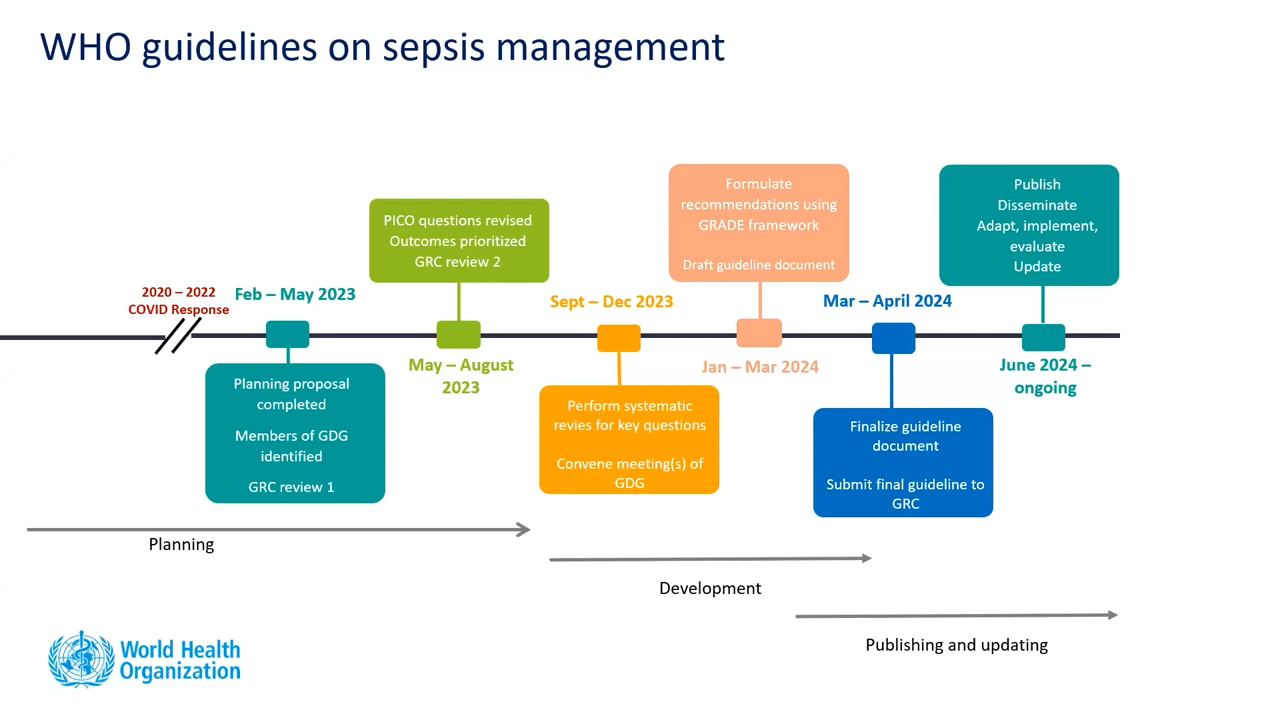 WHO guidelines on sepsis management
2020 – 2022
COVID Response
Feb – May 2023
Planning proposal
completed
Members of GDG
identified
GRC review 1
PICO questions revised
Outcomes prioritized
GRC review 2
May – August
2023
Sept – Dec 2023
Perform systematic
revies for key questions
Convene meeting(s) of
GDG
Formulate
recommendations using
GRADE framework
Draft guideline document
Jan – Mar 2024
Mar – April 2024
Finalize guideline
document
Submit final guideline to
GRC
Publish
Disseminate
Adapt, implement,
evaluate
Update
June 2024 –
ongoing
Planning
Development
Publishing and updating
World Health
Organization